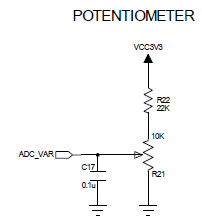 POTENTIOMETER
VCC3V3
R22
22K
10K
ADC_VAR
C17
R21
0.1u